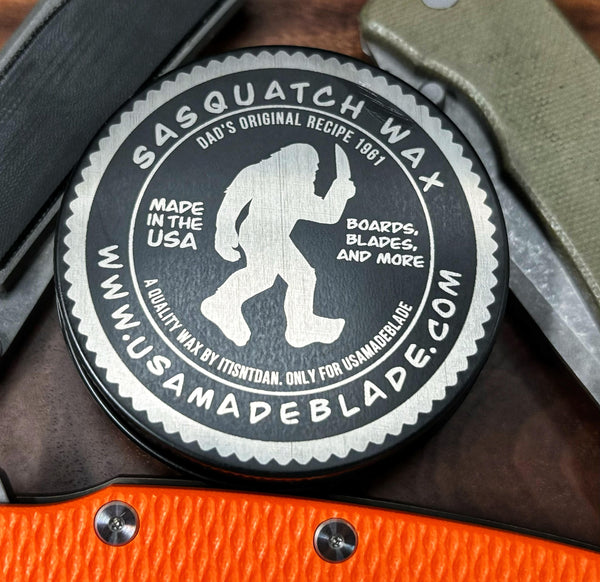 SASQUATCH WAX
DAD'S ORIGINAL RECIPE 1961
MADE
IN THE
USA
BOARDS,
BLADES,
AND MORE
A QUALITY WAX BY ITISNTDAN. ONLY FOR USAMADEBLADE
WWW.USAMADEBLADE.COM